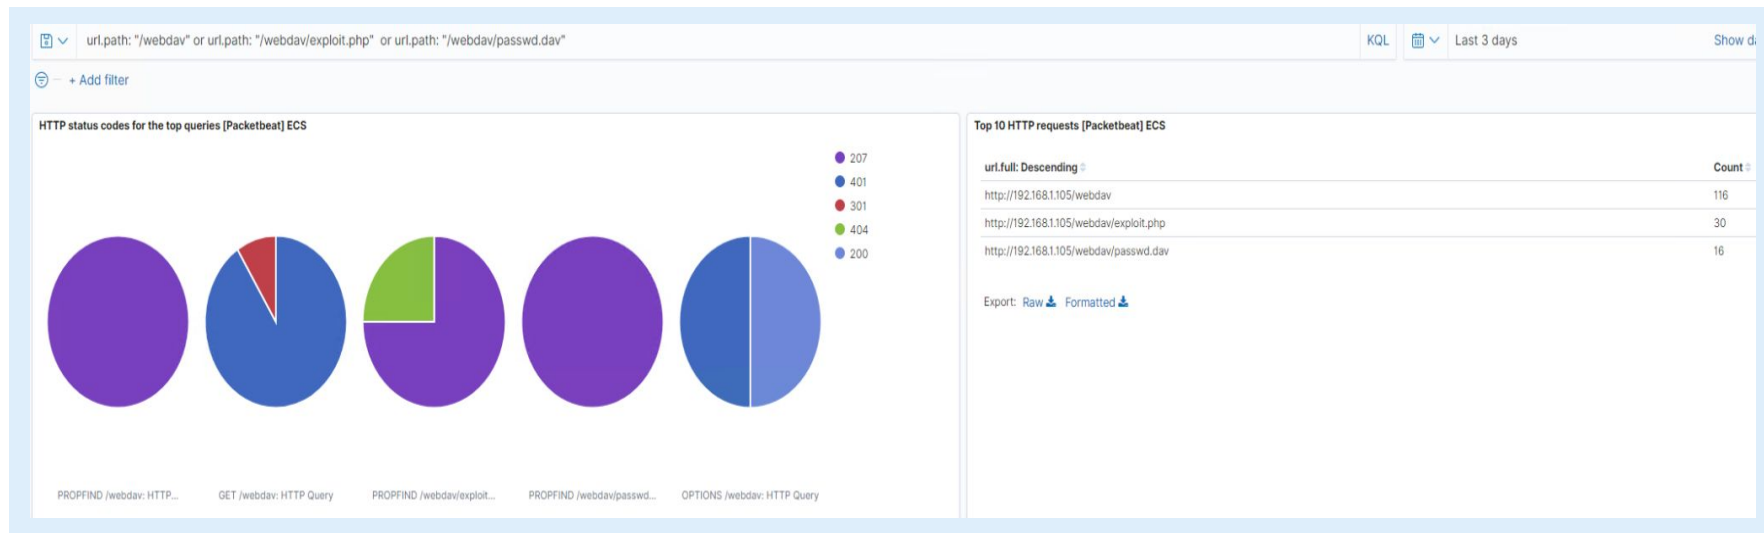 url.path: "/webdav" or url.path: "/webdav/exploit.php" or url.path: "/webdav/passwd.dav"
KQL
Last 3 days
Show da
+ Add filter
HTTP status codes for the top queries [Packetbeat] ECS
207
401
301
404
200
PROPFIND /webdav: HTTP...
GET /webdav: HTTP Query
PROPFIND /webdav/exploit...
PROPFIND /webdav/passwd...
OPTIONS /webdav: HTTP Query
Top 10 HTTP requests [Packetbeat] ECS
url.full: Descending Count
http://192.168.1.105/webdav 116
http://192.168.1.105/webdav/exploit.php 30
http://192.168.1.105/webdav/passwd.dav 16
Export: Raw Formatted